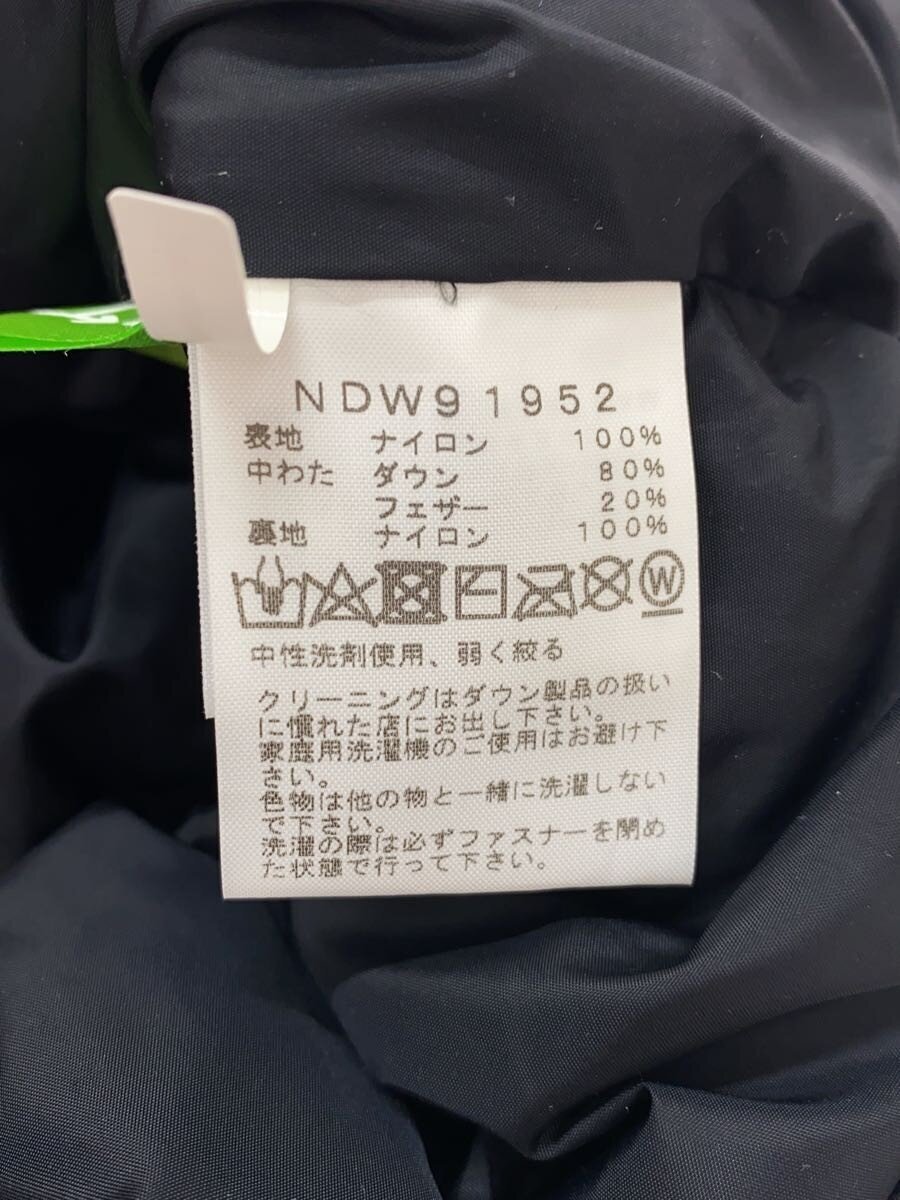 NDW91952
表地 ナイロン 100%
中わた ダウン 80%
フェザー 20%
裏地 ナイロン 100%
W
中性洗剤使用、弱く絞る
クリーニングはダウン製品の扱い
に慣れた店にお出し下さい。
家庭用洗濯機のご使用はお避け下
さい。
色物は他の物と一緒に洗濯しない
で下さい。
洗濯の際は必ずファスナーを閉め
た状態で行って下さい。